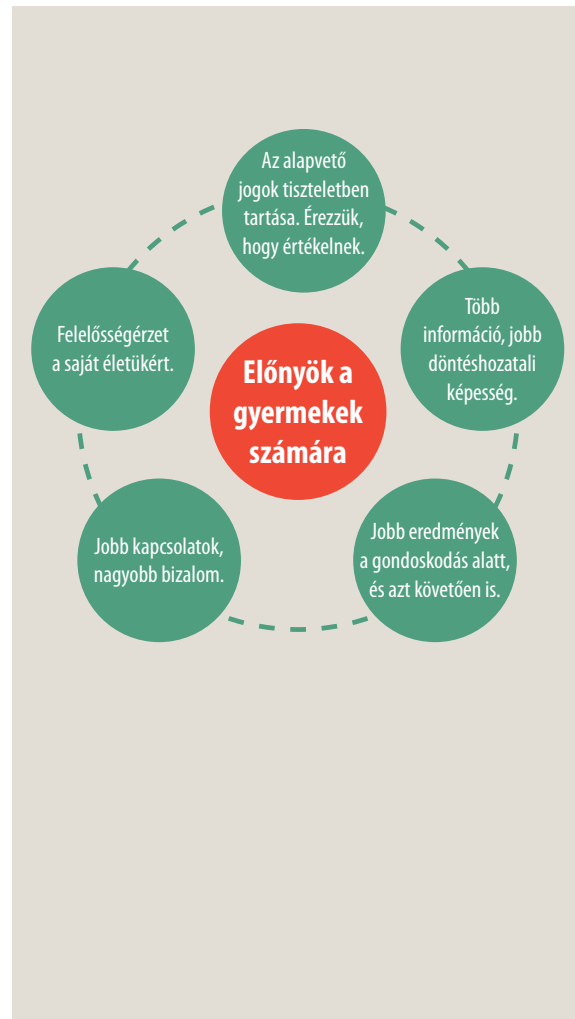 Az alapvető
jogok tiszteletben
tartása. Érezzük,
hogy értékelnek.
Több
információ, jobb
döntéshozatali
képesség.
Jobb eredmények
a gondoskodás alatt,
és azt követően is.
Jobb kapcsolatok,
nagyobb bizalom.
Felelősségérzet
a saját életükért.
Előnyök a
gyermekek
számára